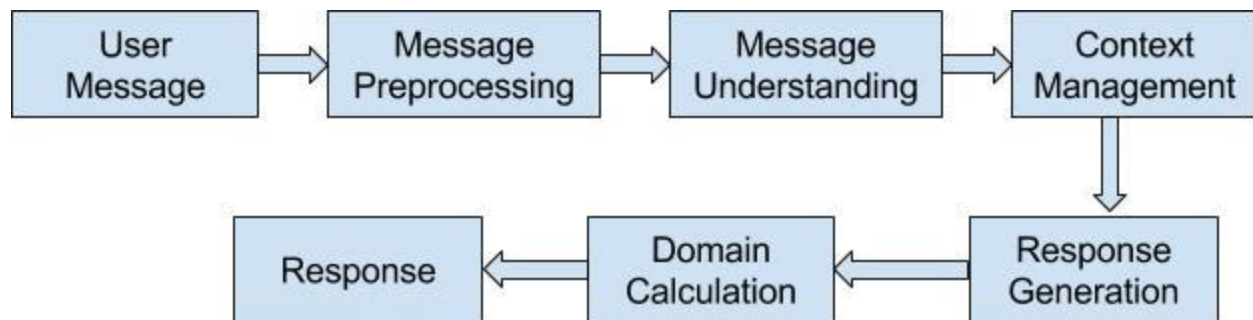 User
Message
Message
Preprocessing
Message
Understanding
Context
Management
Response
Generation
Domain
Calculation
Response